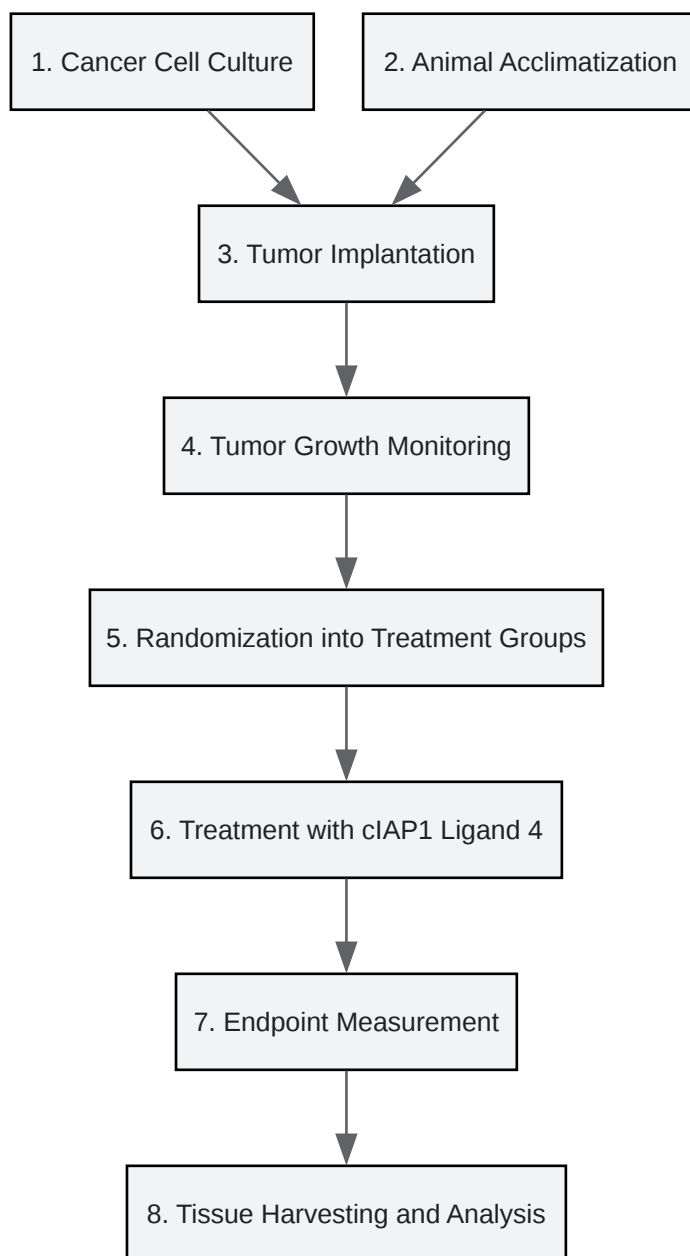 1. Cancer Cell Culture
2. Animal Acclimatization
3. Tumor Implantation
4. Tumor Growth Monitoring
5. Randomization into Treatment Groups
6. Treatment with cIAP1 Ligand 4
7. Endpoint Measurement
8. Tissue Harvesting and Analysis